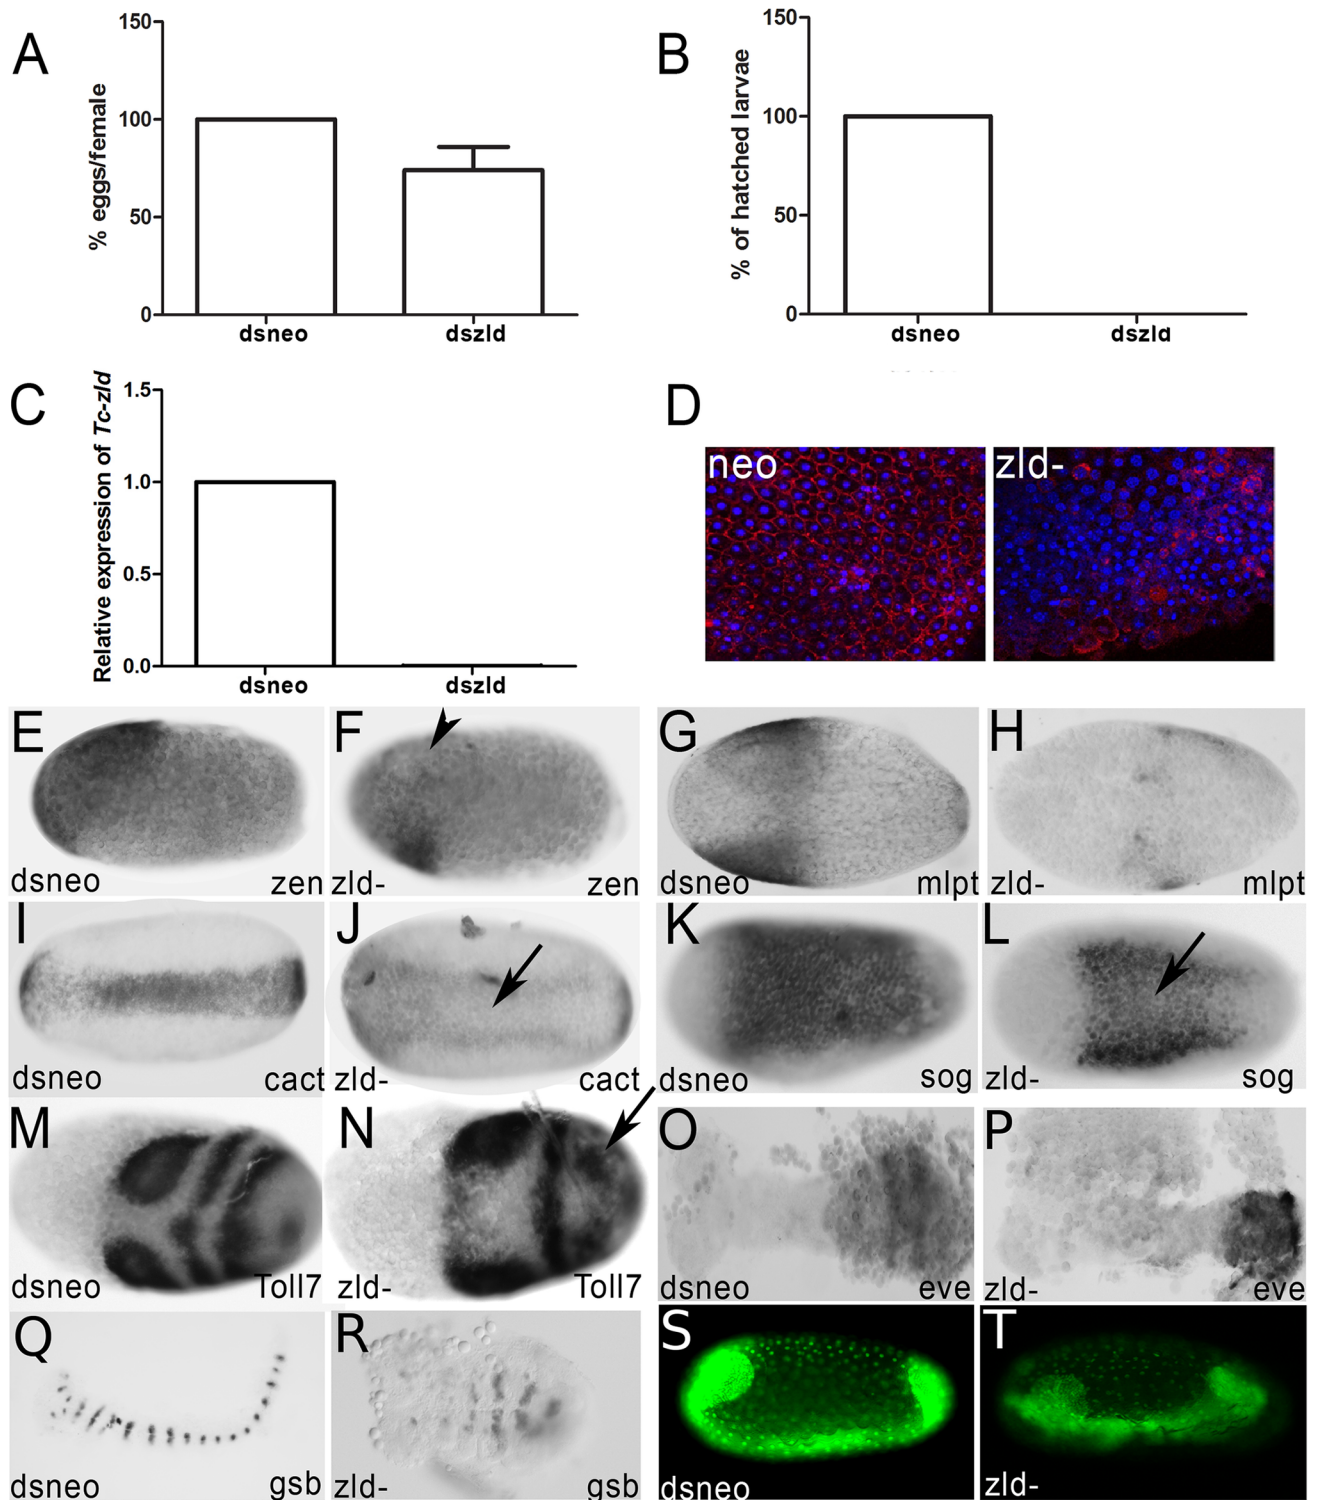 A
% eggs/female
150
100
50
0
dsneo dszld
B
% of hatched larvae
150
100
50
0
dsneo dszld
C
Relative expression of Tc-zld
1.5
1.0
0.5
0.0
dsneo dszld
D
neo
zld-
E
dsneo zen
F
zld- zen
G
dsneo mlpt
H
zld- mlpt
I
dsneo cact
J
zld- cact
K
dsneo sog
L
zld- sog
M
dsneo Toll7
N
zld- Toll7
O
dsneo eve
P
zld- eve
Q
dsneo gsb
R
zld- gsb
S
dsneo
T
zld-